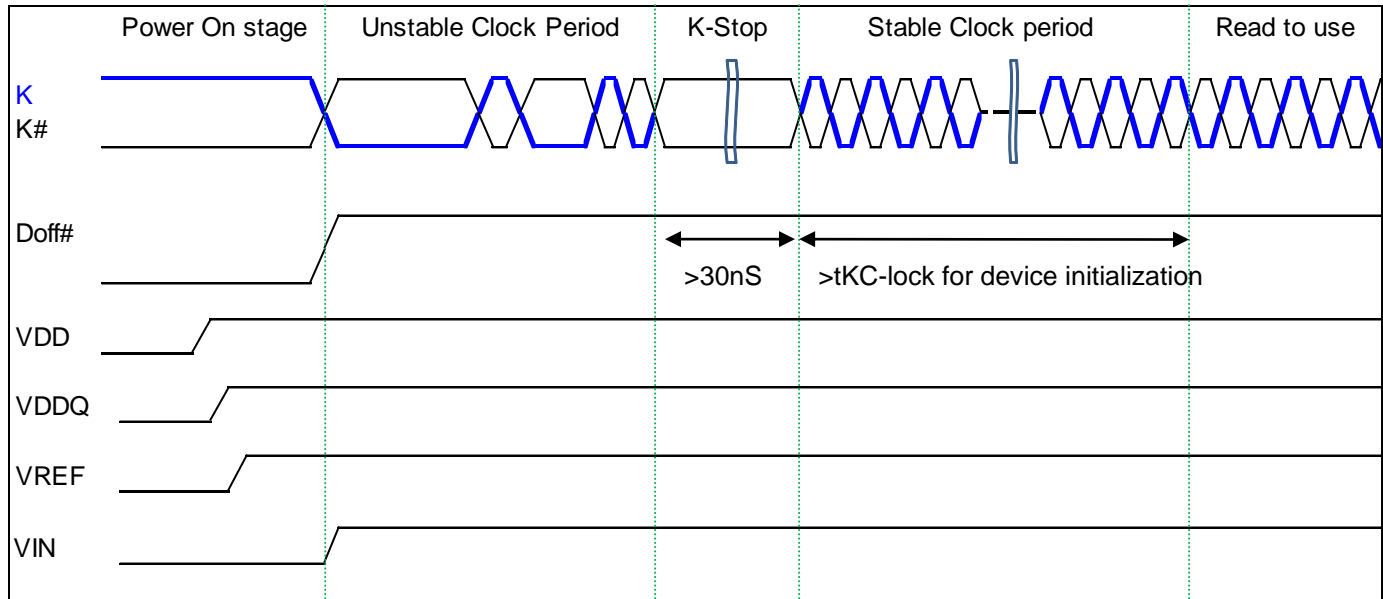 Power On stage
Unstable Clock Period
K-Stop
Stable Clock period
Read to use
K
K#
Doff#
>30nS
>tKC-lock for device initialization
VDD
VDDQ
VREF
VIN